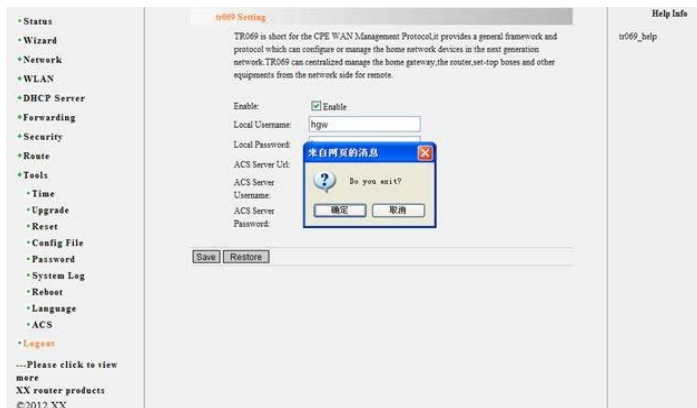 Status
Wizard
Network
WLAN
DHCP Server
Forwarding
Security
Route
Tools
Time
Upgrade
Reset
Config File
Password
System Log
Reboot
Language
ACS
Logout
---Please click to view
more
XX router products
©2012 XX
tr069 Setting
TR069 is short for the CPE WAN Management Protocol,it provides a general framework and
protocol which can configure or manage the home network devices in the next generation
network.TR069 can centralized manage the home gateway,the router,set-top boxes and other
equipments from the network side for remote.
Enable: Enable
Local Username: hgw
Local Password:
ACS Server Url:
ACS Server
Username:
ACS Server
Password:
来自网页的消息
Do you exit?
确定 取消
Save Restore
Help Info
tr069_help